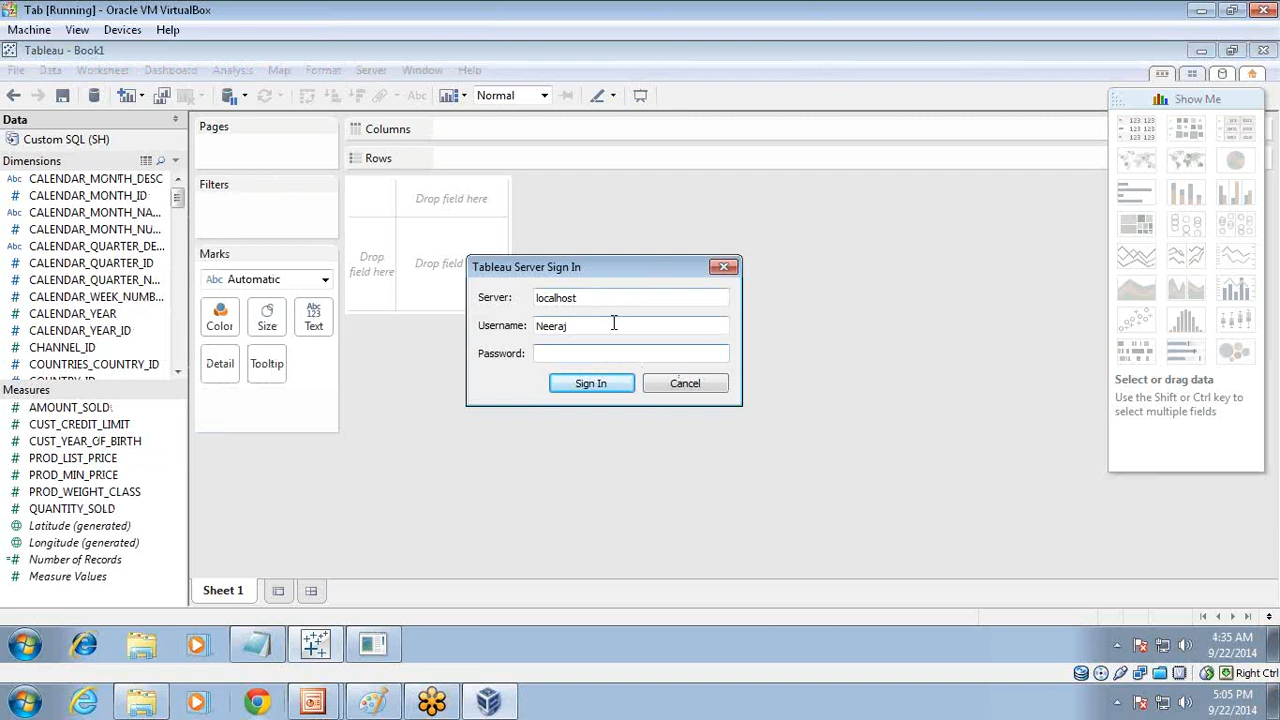 Tab [Running] - Oracle VM VirtualBox
Machine View Devices Help
Tableau - Book1
File Data Worksheet Dashboard Analysis Map Format Server Window Help
Abc Normal
Data
Custom SQL (SH)
Dimensions
Abc CALENDAR_MONTH_DESC
# CALENDAR_MONTH_ID
# CALENDAR_MONTH_NA...
# CALENDAR_MONTH_NU...
Abc CALENDAR_QUARTER_DE...
# CALENDAR_QUARTER_ID
# CALENDAR_QUARTER_N...
# CALENDAR_WEEK_NUMB...
# CALENDAR_YEAR
# CALENDAR_YEAR_ID
# CHANNEL_ID
# COUNTRIES_COUNTRY_ID
Measures
# AMOUNT_SOLD
# CUST_CREDIT_LIMIT
# CUST_YEAR_OF_BIRTH
# PROD_LIST_PRICE
# PROD_MIN_PRICE
# PROD_WEIGHT_CLASS
# QUANTITY_SOLD
Latitude (generated)
Longitude (generated)
=# Number of Records
# Measure Values
Pages
Filters
Marks
Abc Automatic
Color Size Abc 123 Text
Detail Tooltip
Columns
Rows
Drop field here
Drop field here
Drop field
Tableau Server Sign In
Server: localhost
Username: Neeraj
Password:
Sign In Cancel
Show Me
Select or drag data
Use the Shift or Ctrl key to
select multiple fields
Sheet 1
4:35 AM
9/22/2014
Right Ctrl
5:05 PM
9/22/2014